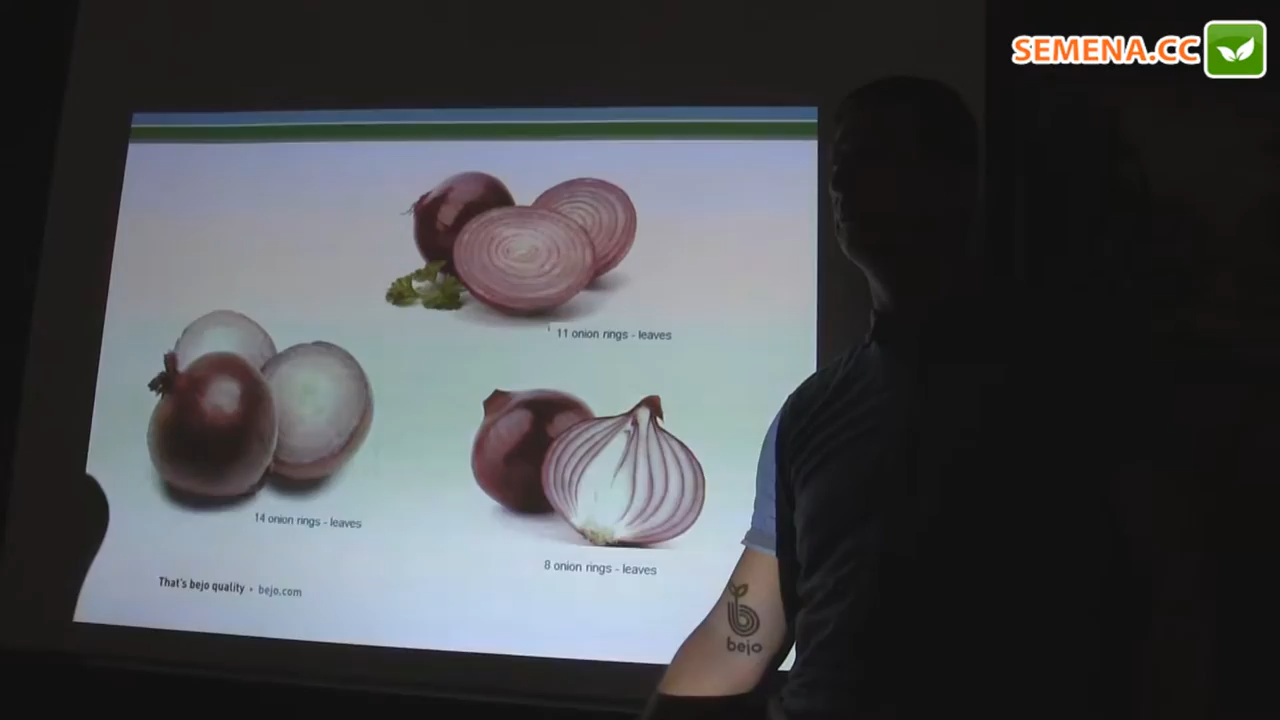 SEMENA.CC
11 onion rings - leaves
14 onion rings - leaves
8 onion rings - leaves
That's bejo quality • bejo.com
bejo